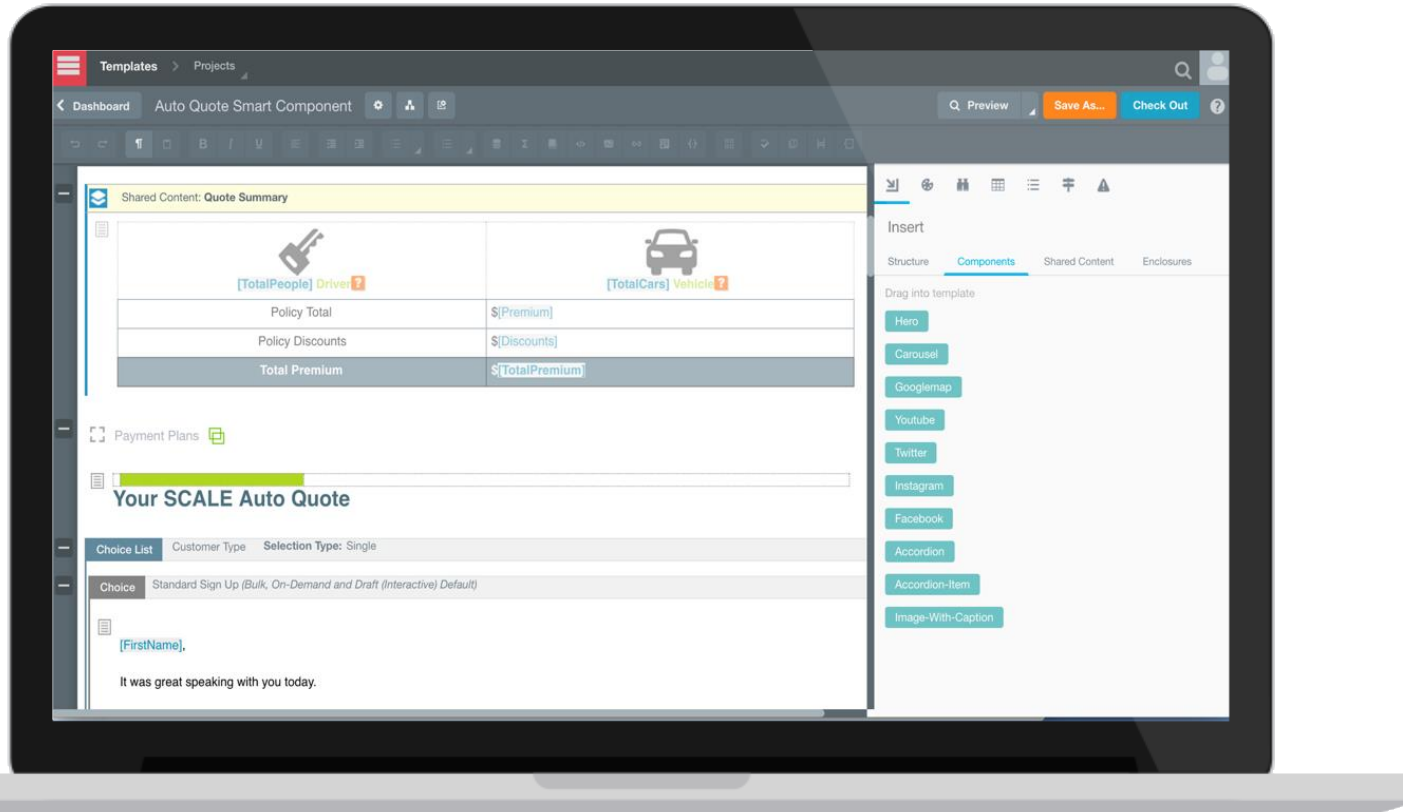 Templates > Projects
Dashboard Auto Quote Smart Component Preview Save As... Check Out ?
¶ B I U
Shared Content: Quote Summary
[TotalPeople] Driver? [TotalCars] Vehicle?
Policy Total $[Premium]
Policy Discounts $[Discounts]
Total Premium $[TotalPremium]
Payment Plans
Your SCALE Auto Quote
Choice List Customer Type Selection Type: Single
Choice Standard Sign Up (Bulk, On-Demand and Draft (Interactive) Default)
[FirstName],
It was great speaking with you today.
Insert
Structure Components Shared Content Enclosures
Drag into template
Hero
Carousel
Googlemap
Youtube
Twitter
Instagram
Facebook
Accordion
Accordion-Item
Image-With-Caption